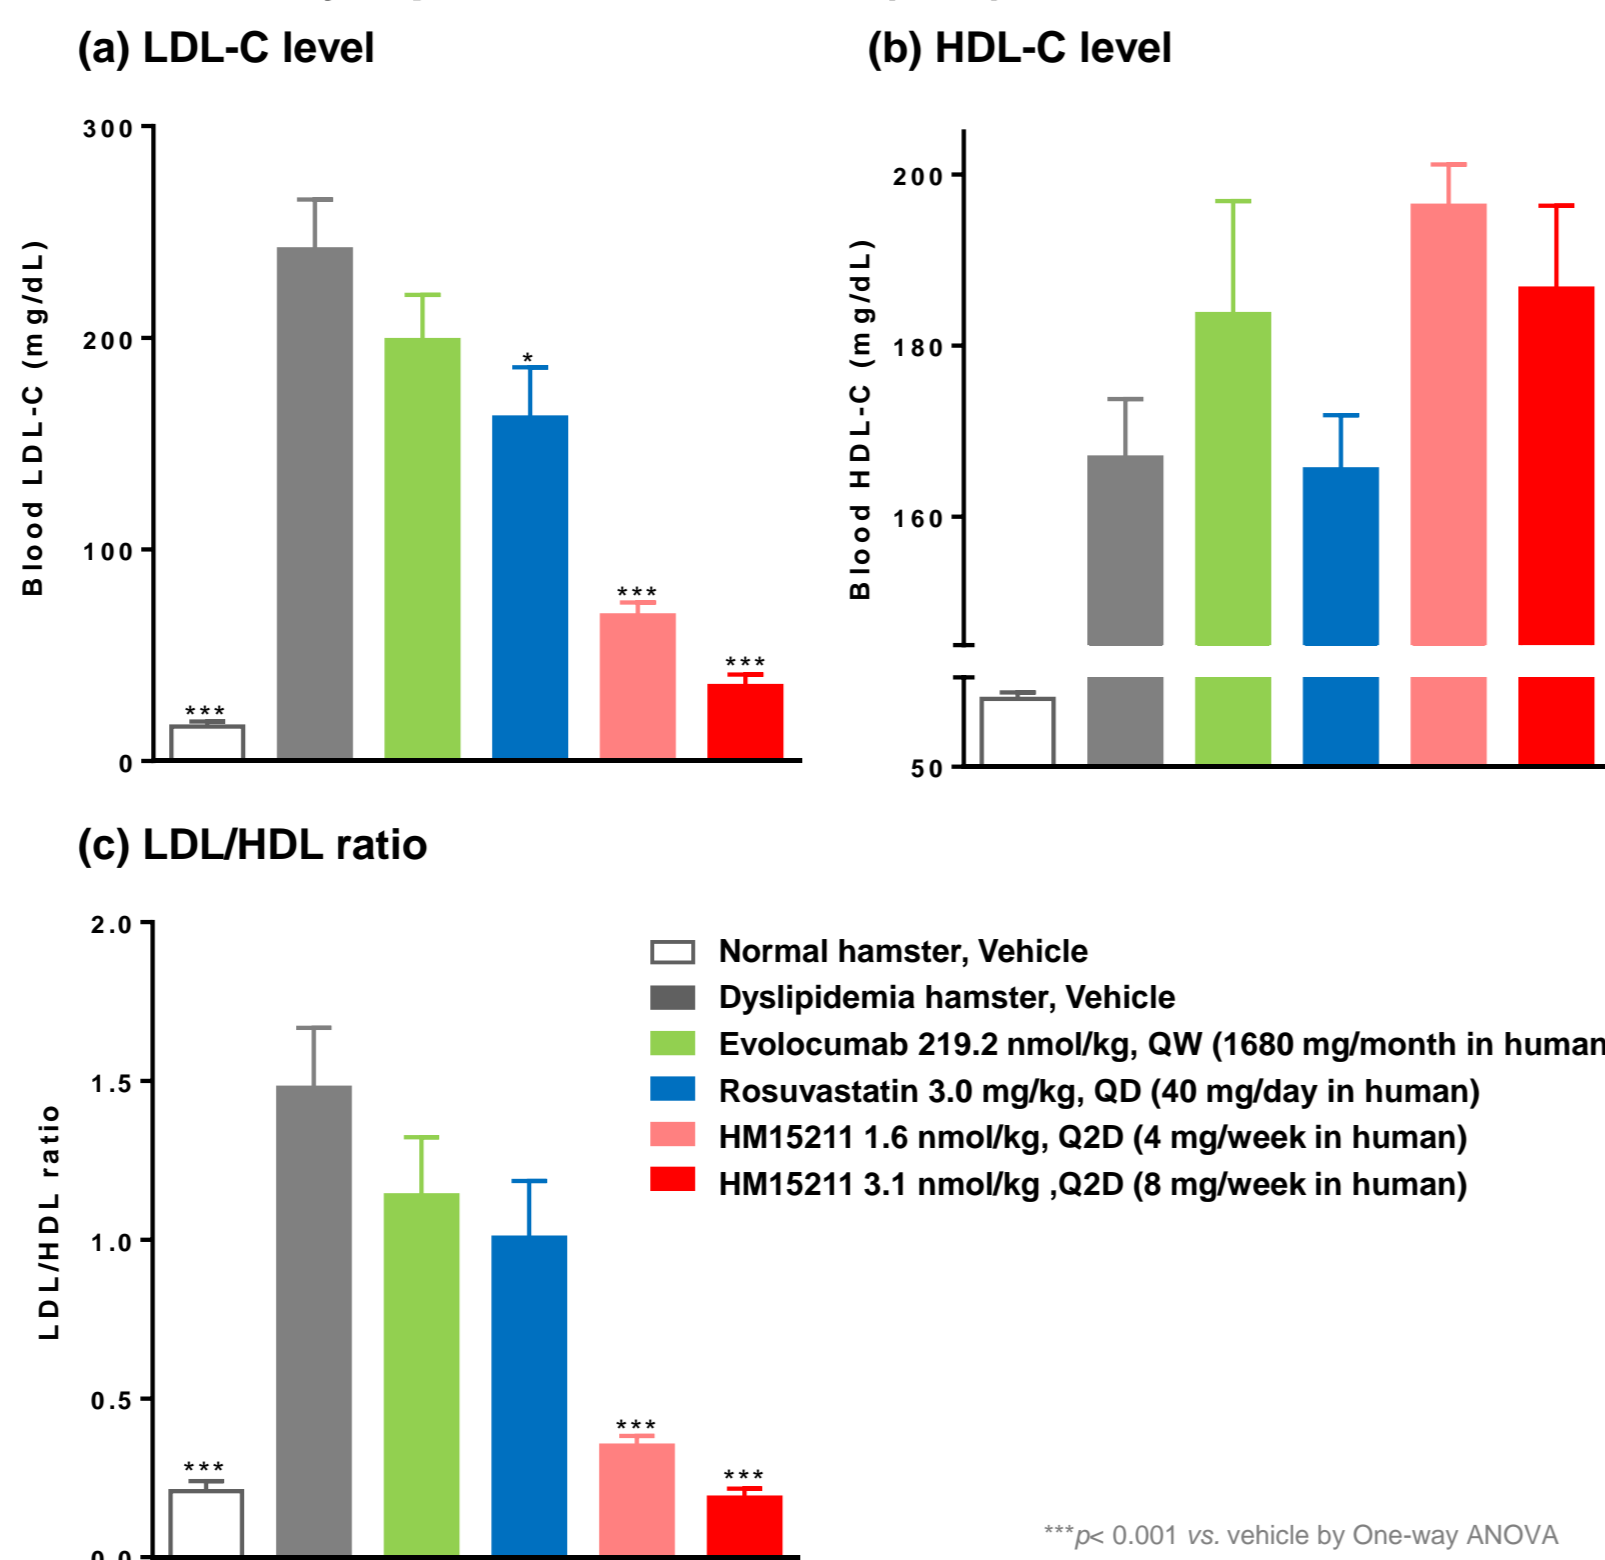 (a) LDL-C level
(b) HDL-C level
Blood LDL-C (mg/dL)
300
200
100
0
*
***
***
***
Blood HDL-C (mg/dL)
200
180
160
50
(c) LDL/HDL ratio
LDL/HDL ratio
2.0
1.5
1.0
0.5
0.0
***
***
***
Normal hamster, Vehicle
Dyslipidemia hamster, Vehicle
Evolocumab 219.2 nmol/kg, QW (1680 mg/month in human
Rosuvastatin 3.0 mg/kg, QD (40 mg/day in human)
HM15211 1.6 nmol/kg, Q2D (4 mg/week in human)
HM15211 3.1 nmol/kg ,Q2D (8 mg/week in human)
***p< 0.001 vs. vehicle by One-way ANOVA